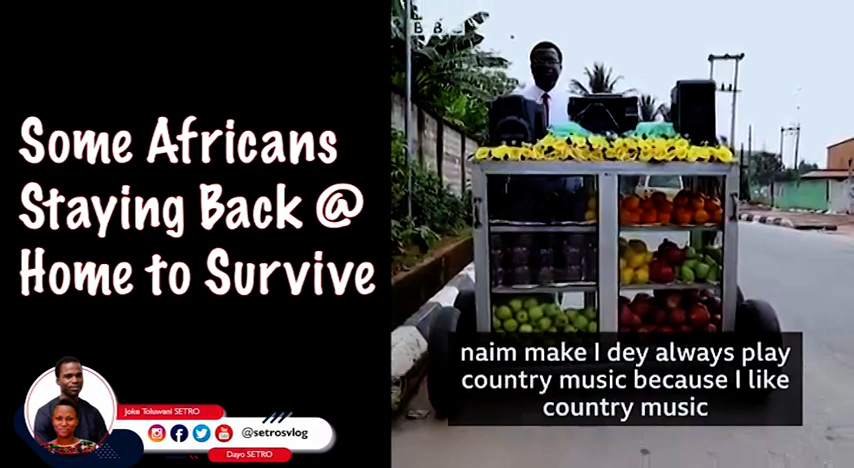 Some Africans
Staying Back @
Home to Survive
BBC
naim make I dey always play
country music because I like
country music
Joke Toluwani SETRO
@setrosvlog
Dayo SETRO